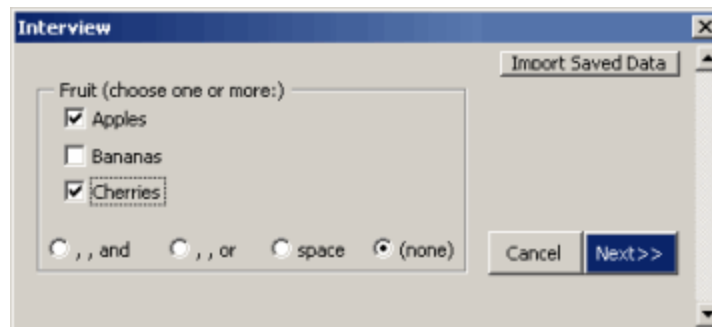 Interview
Import Saved Data
Fruit (choose one or more:)
Apples
Bananas
Cherries
, , and , , or space (none)
Cancel Next>>